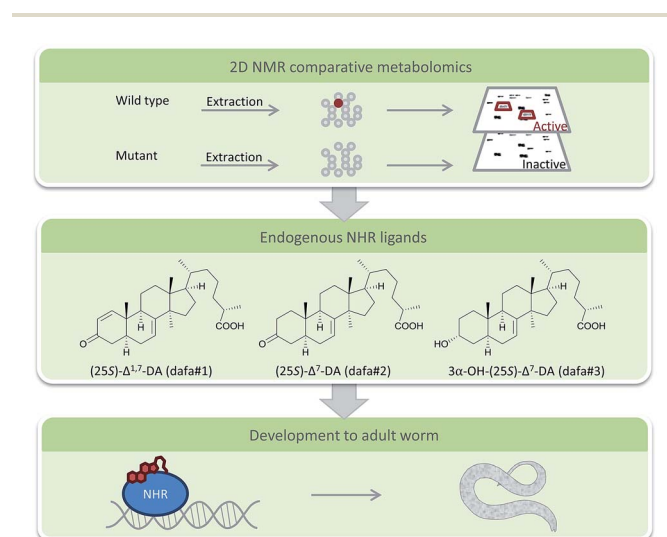 2D NMR comparative metabolomics
Wild type
Extraction
Active
Mutant
Extraction
Inactive
Endogenous NHR ligands
H
H
H
O
COOH
H
H
H
O
COOH
H
H
H
HO
COOH
(25S)-Δ1,7-DA (dafa#1)
(25S)-Δ7-DA (dafa#2)
3α-OH-(25S)-Δ7-DA (dafa#3)
Development to adult worm
NHR